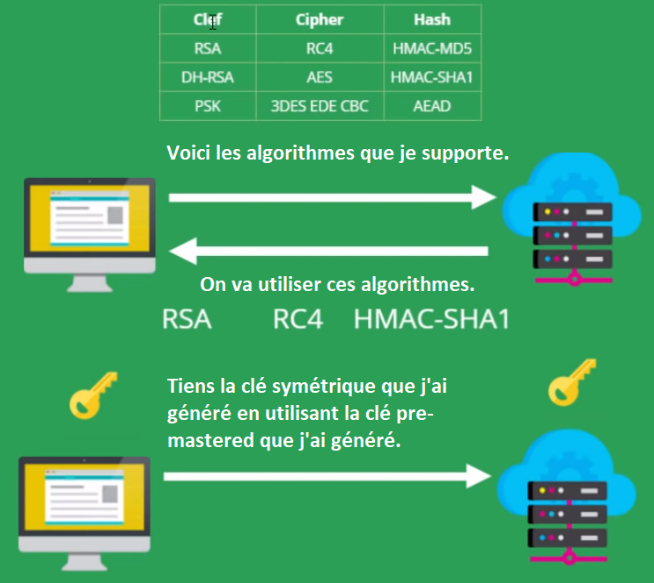 Clef Cipher Hash
RSA RC4 HMAC-MD5
DH-RSA AES HMAC-SHA1
PSK 3DES EDE CBC AEAD
Voici les algorithmes que je supporte.
On va utiliser ces algorithmes.
RSA RC4 HMAC-SHA1
Tiens la clé symétrique que j'ai
généré en utilisant la clé pre-
mastered que j'ai généré.